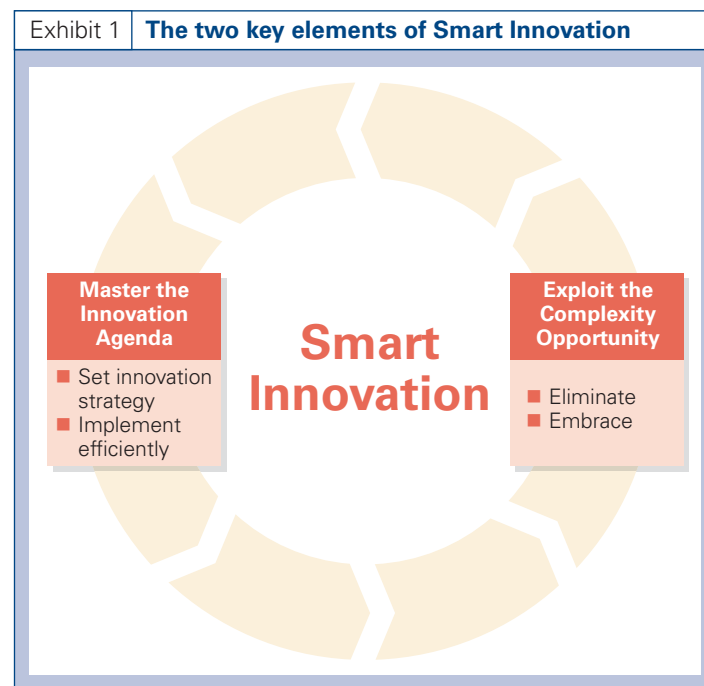 Exhibit 1 The two key elements of Smart Innovation
Master the
Innovation
Agenda
■ Set innovation
strategy
■ Implement
efficiently
Smart
Innovation
Exploit the
Complexity
Opportunity
■ Eliminate
■ Embrace